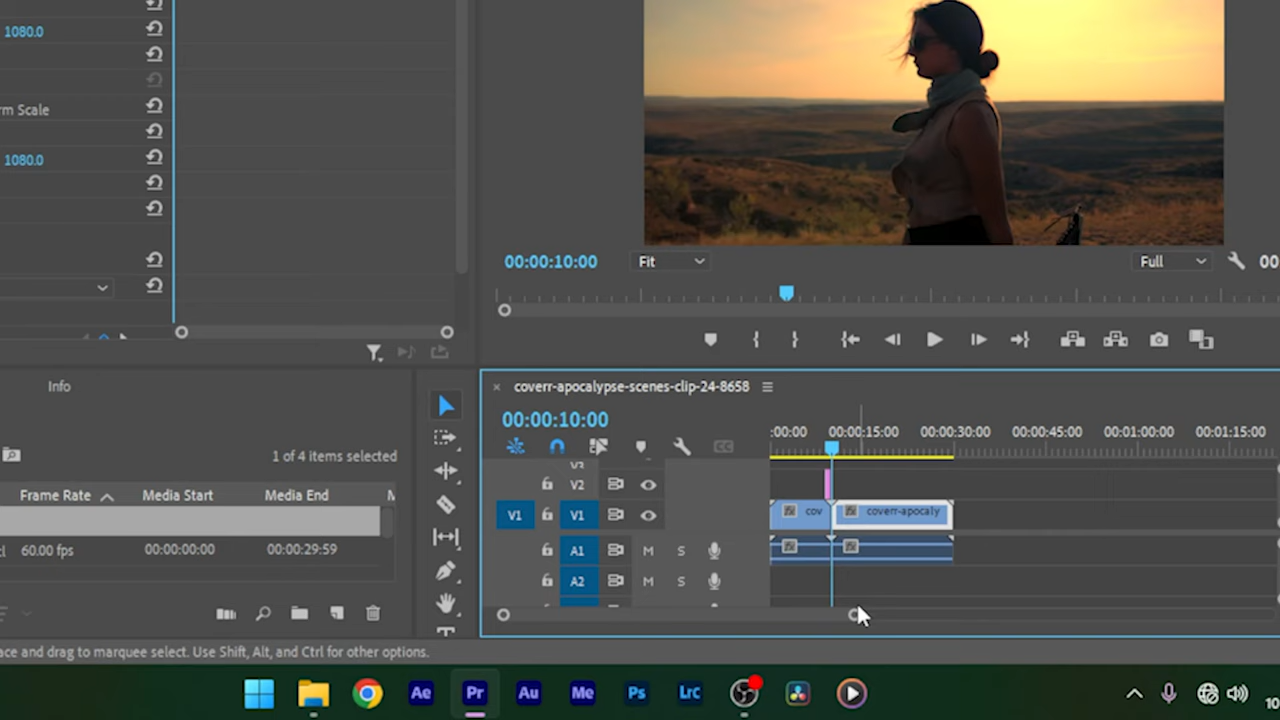 1080.0
rm Scale
1080.0
00:00:10:00 Fit Full 00
Info
1 of 4 items selected
Frame Rate Media Start Media End
60.00 fps 00:00:00:00 00:00:29:59
× coverr-apocalypse-scenes-clip-24-8658
00:00:10:00
:00:00 00:00:15:00 00:00:30:00 00:00:45:00 00:01:00:00 00:01:15:00
V2
V1 V1 cov coverr-apocaly
A1 M S
A2 M S
ace and drag to marquee select. Use Shift, Alt, and Ctrl for other options.
Ae Pr Au Me Ps LrC
10